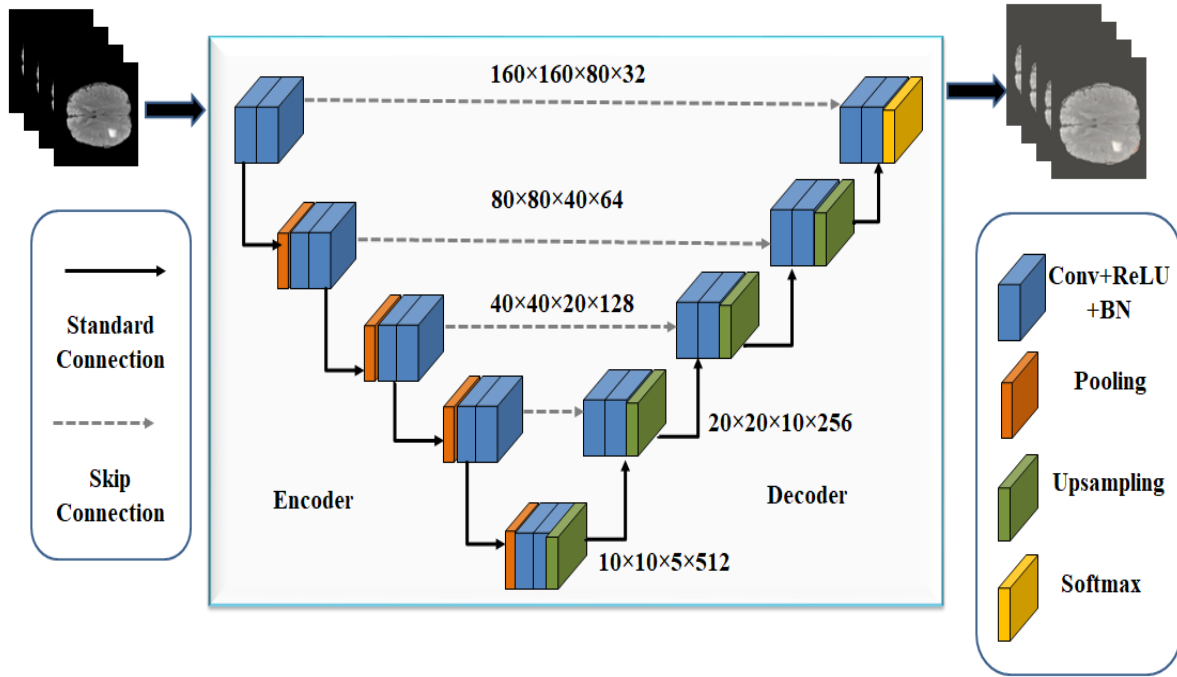 160×160×80×32
80×80×40×64
40×40×20×128
20×20×10×256
10×10×5×512
Encoder
Decoder
Standard
Connection
Skip
Connection
Conv+ReLU
+BN
Pooling
Upsampling
Softmax